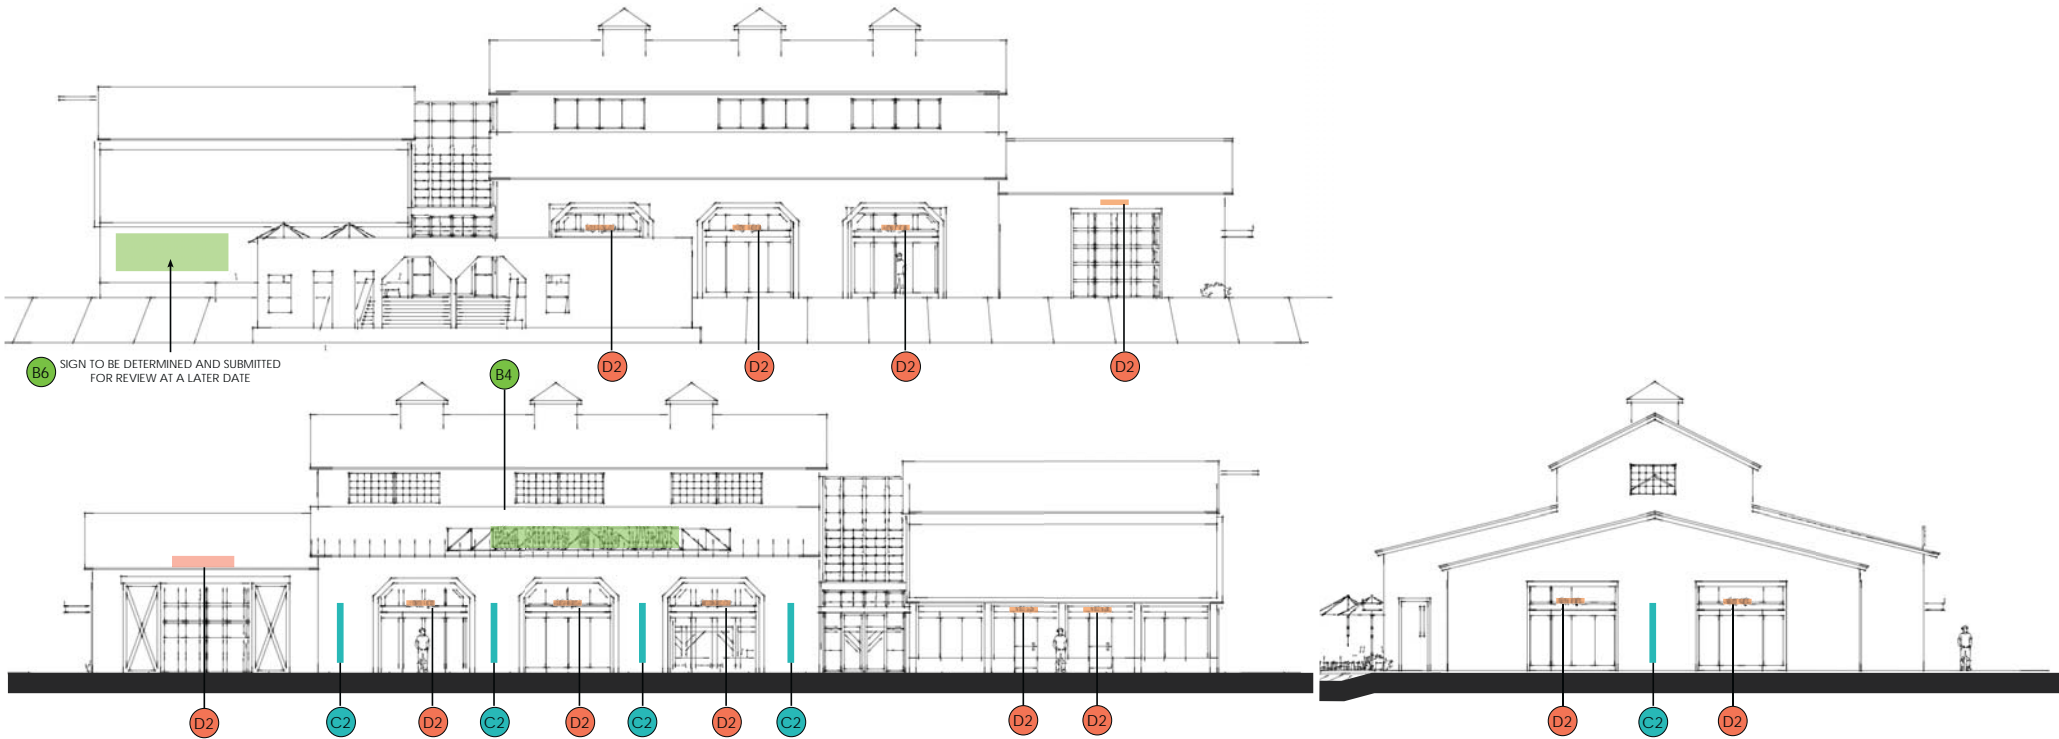 B6
SIGN TO BE DETERMINED AND SUBMITTED
FOR REVIEW AT A LATER DATE
D2
D2
D2
D2
B4
D2
C2
D2
C2
D2
C2
D2
C2
D2
D2
D2
C2
D2